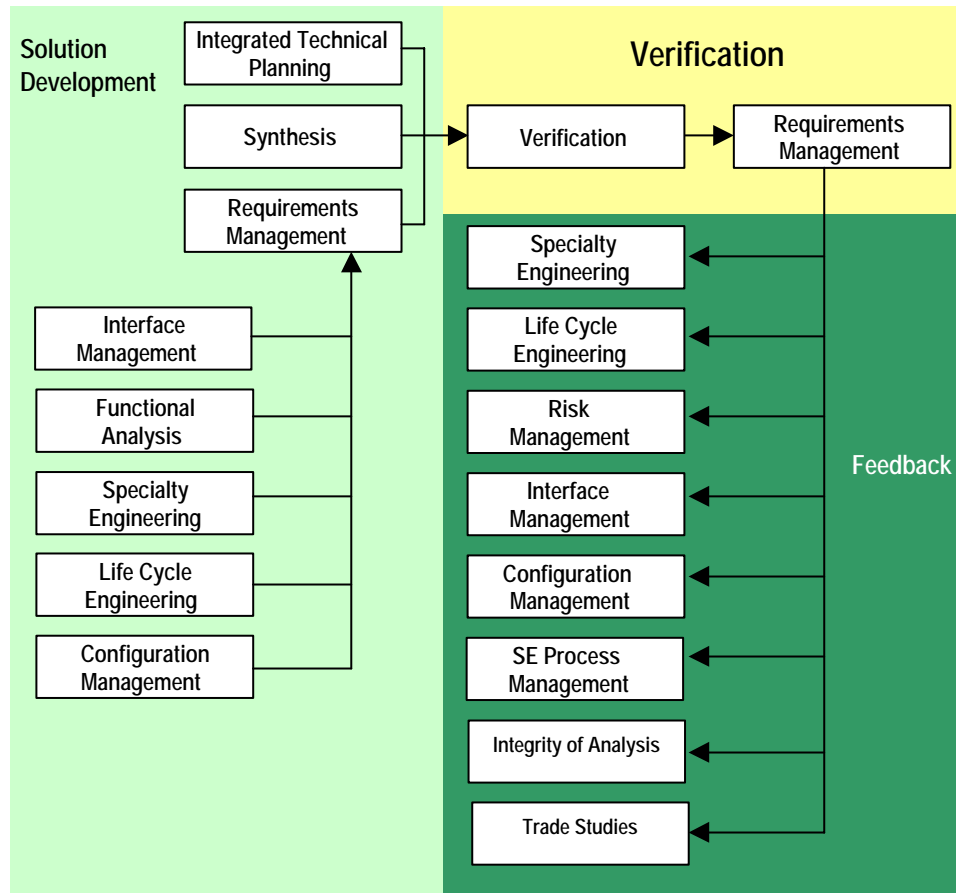 Solution
Development
Integrated Technical
Planning
Synthesis
Requirements
Management
Interface
Management
Functional
Analysis
Specialty
Engineering
Life Cycle
Engineering
Configuration
Management
Verification
Verification
Requirements
Management
Specialty
Engineering
Life Cycle
Engineering
Risk
Management
Interface
Management
Configuration
Management
SE Process
Management
Integrity of Analysis
Trade Studies
Feedback